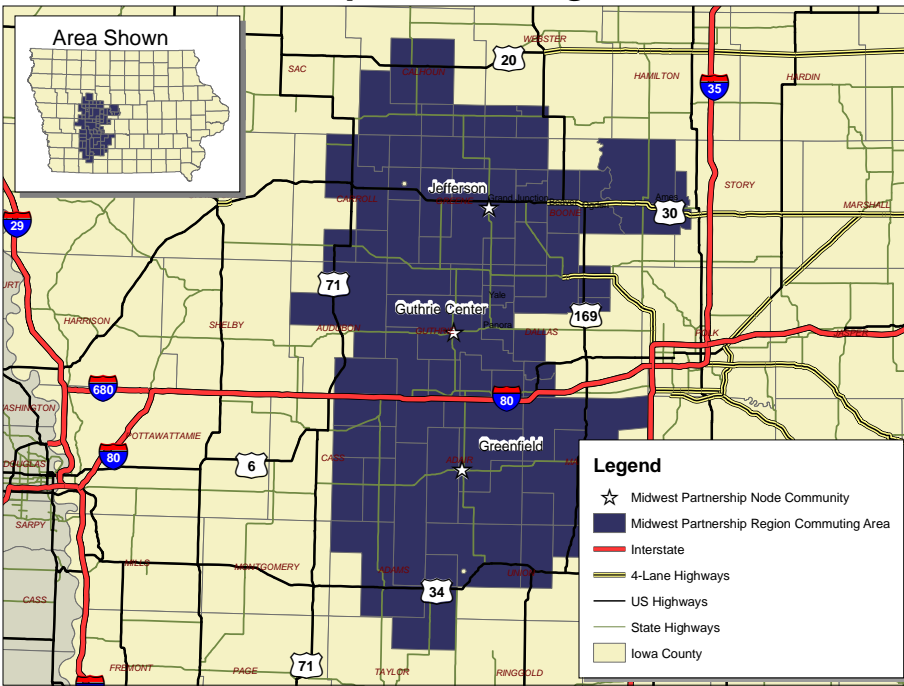 Area Shown
WEBSTER
20
SAC
CALHOUN
HAMILTON
HARDIN
35
Jefferson
STORY
CARROLL
Grand Junction
BOONE
Ames
30
MARSHALL
29
71
Guthrie Center
Yale
169
HARRISON
SHELBY
AUDUBON
GUTHRIE
Panora
DALLAS
POLK
JASPER
680
80
WASHINGTON
POTTAWATTAMIE
80
DOUGLAS
6
CASS
Greenfield
ADAIR
SARPY
MILLS
MONTGOMERY
ADAMS
UNION
34
CASS
FREMONT
PAGE
71
TAYLOR
RINGGOLD
Legend
Midwest Partnership Node Community
Midwest Partnership Region Commuting Area
Interstate
4-Lane Highways
US Highways
State Highways
Iowa County